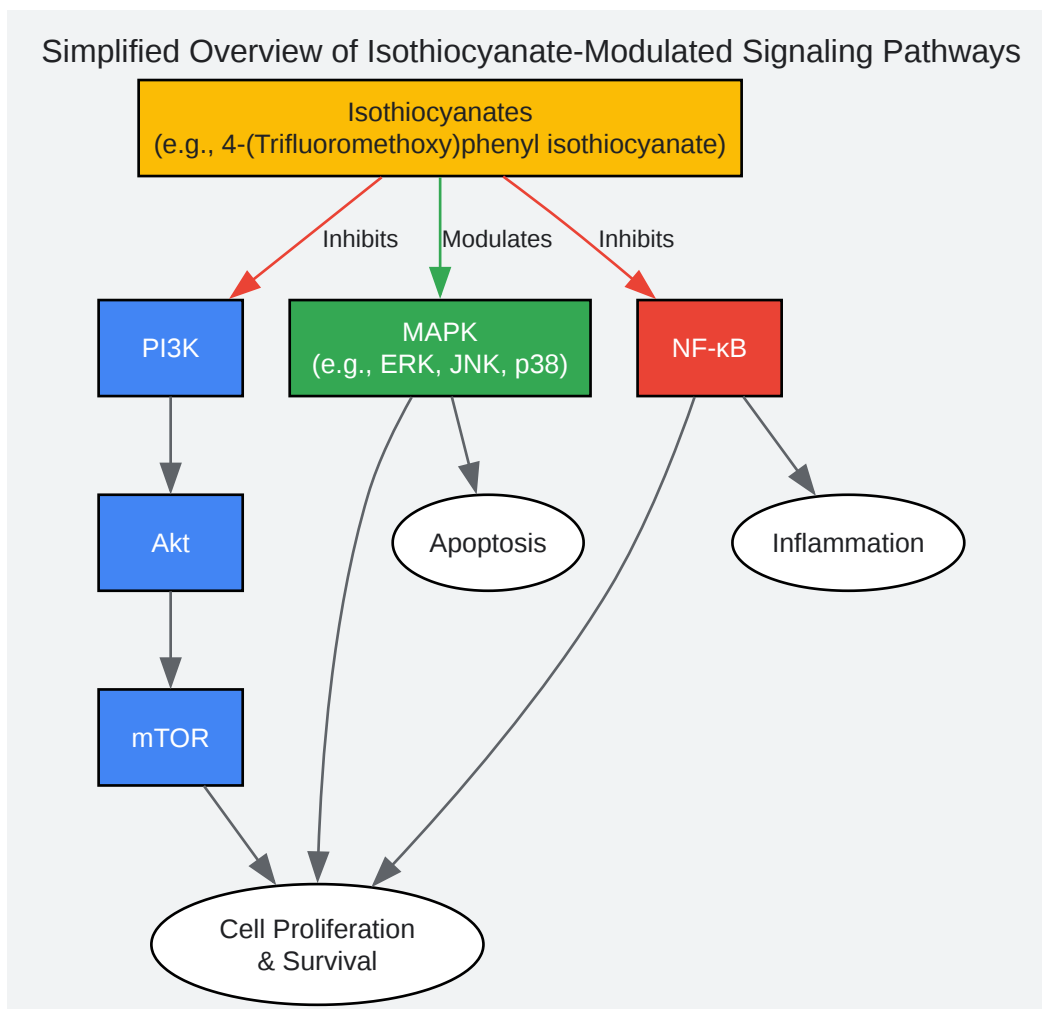 Simplified Overview of Isothiocyanate-Modulated Signaling Pathways
Isothiocyanates
(e.g., 4-(Trifluoromethoxy)phenyl isothiocyanate)
Inhibits
Modulates
Inhibits
PI3K
MAPK
(e.g., ERK, JNK, p38)
NF-κB
Akt
Apoptosis
Inflammation
mTOR
Cell Proliferation
& Survival